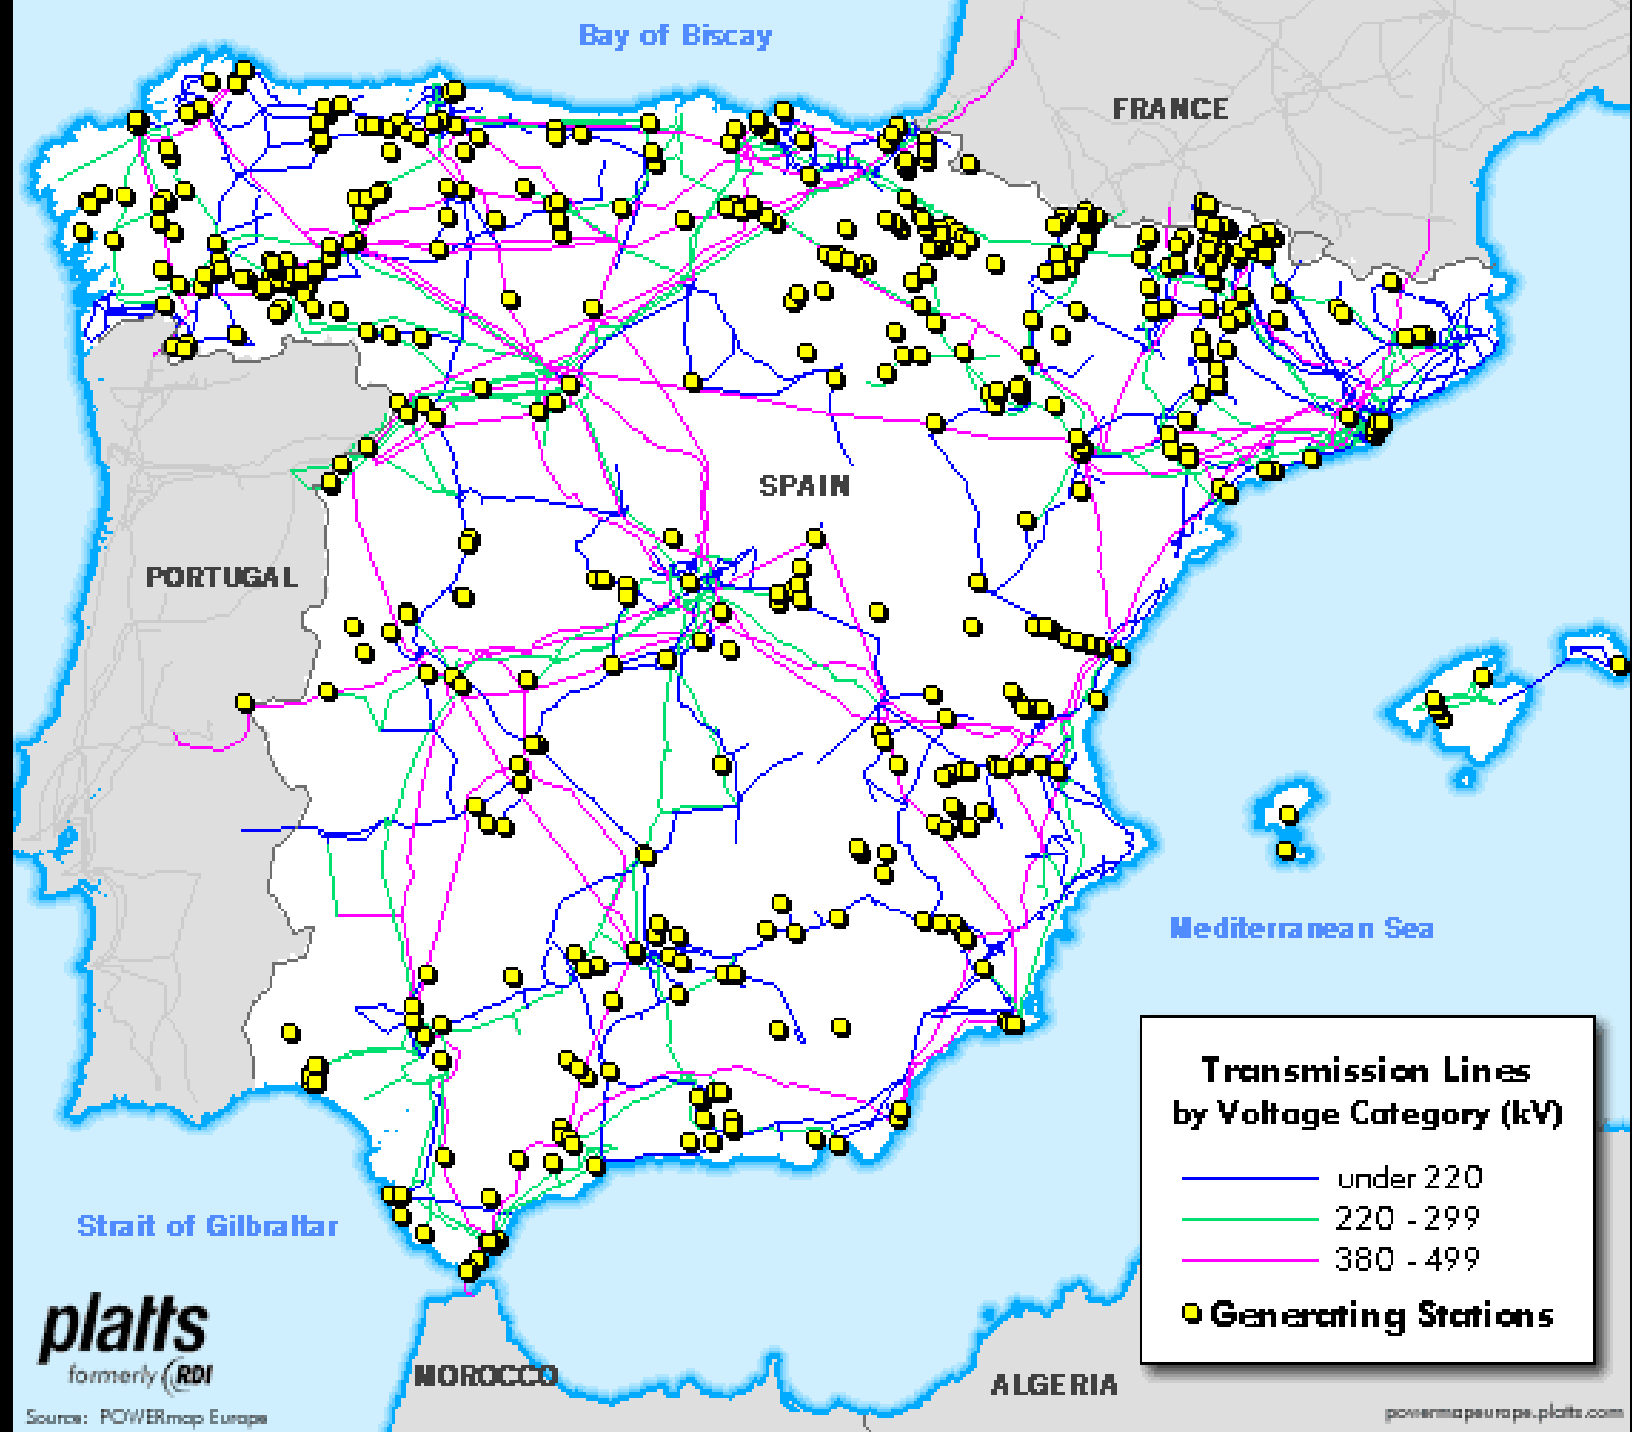 Bay of Biscay
FRANCE
SPAIN
PORTUGAL
Mediterranean Sea
Transmission Lines
by Voltage Category (kV)
under 220
220 - 299
380 - 499
Generating Stations
Strait of Gilbraltar
platts
formerly RDI
Source: POWERmap Europe
MOROCCO
ALGERIA
powermapeurope.platts.com